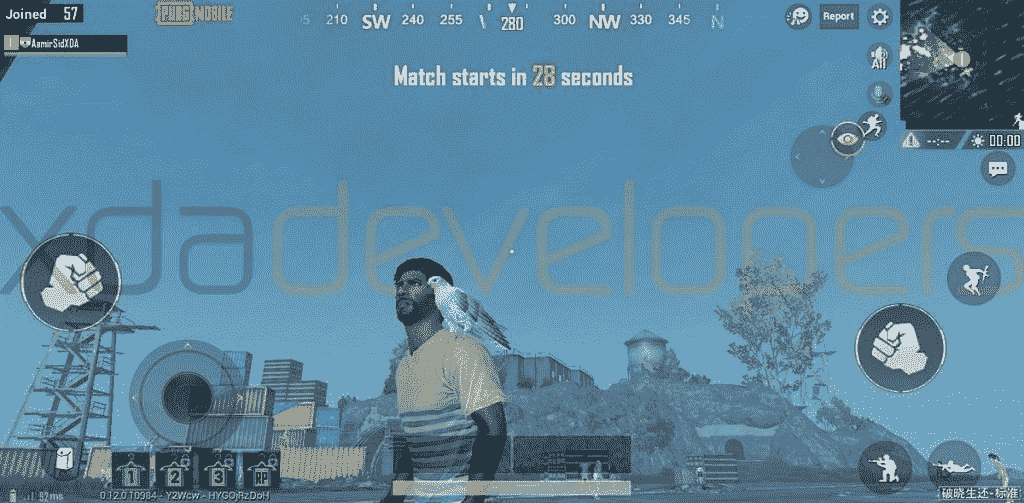 Joined 57
PUBG MOBILE
210 SW 240 255 W 280 300 NW 330 345 N
Report
AamirSidXDA
All
Match starts in 28 seconds
--:-- 00:00
xdadevelopers
1 2 3 RP
82ms
0.12.0.10984 - Y2Wcw - HYGOjRzDoH
破晓生还-标准!